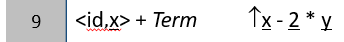 9 <id,x> + Term ↑x - 2 * y